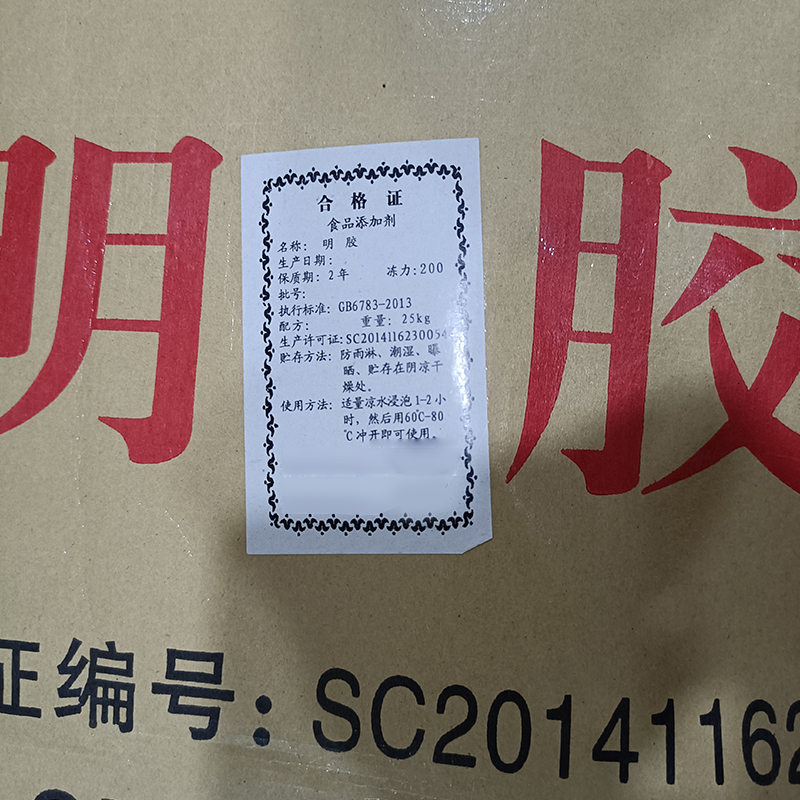 明胶
合格证
食品添加剂
名称: 明 胶
生产日期:
保质期: 2年 冻力:200
批号:
执行标准: GB6783-2013
配方: 重量: 25kg
生产许可证:SC2014116230054
贮存方法: 防雨淋、潮湿、曝
晒、贮存在阴凉干
燥处。
使用方法: 适量凉水浸泡1-2小
时, 然后用60℃-80
℃冲开即可使用。
证编号: SC20141162